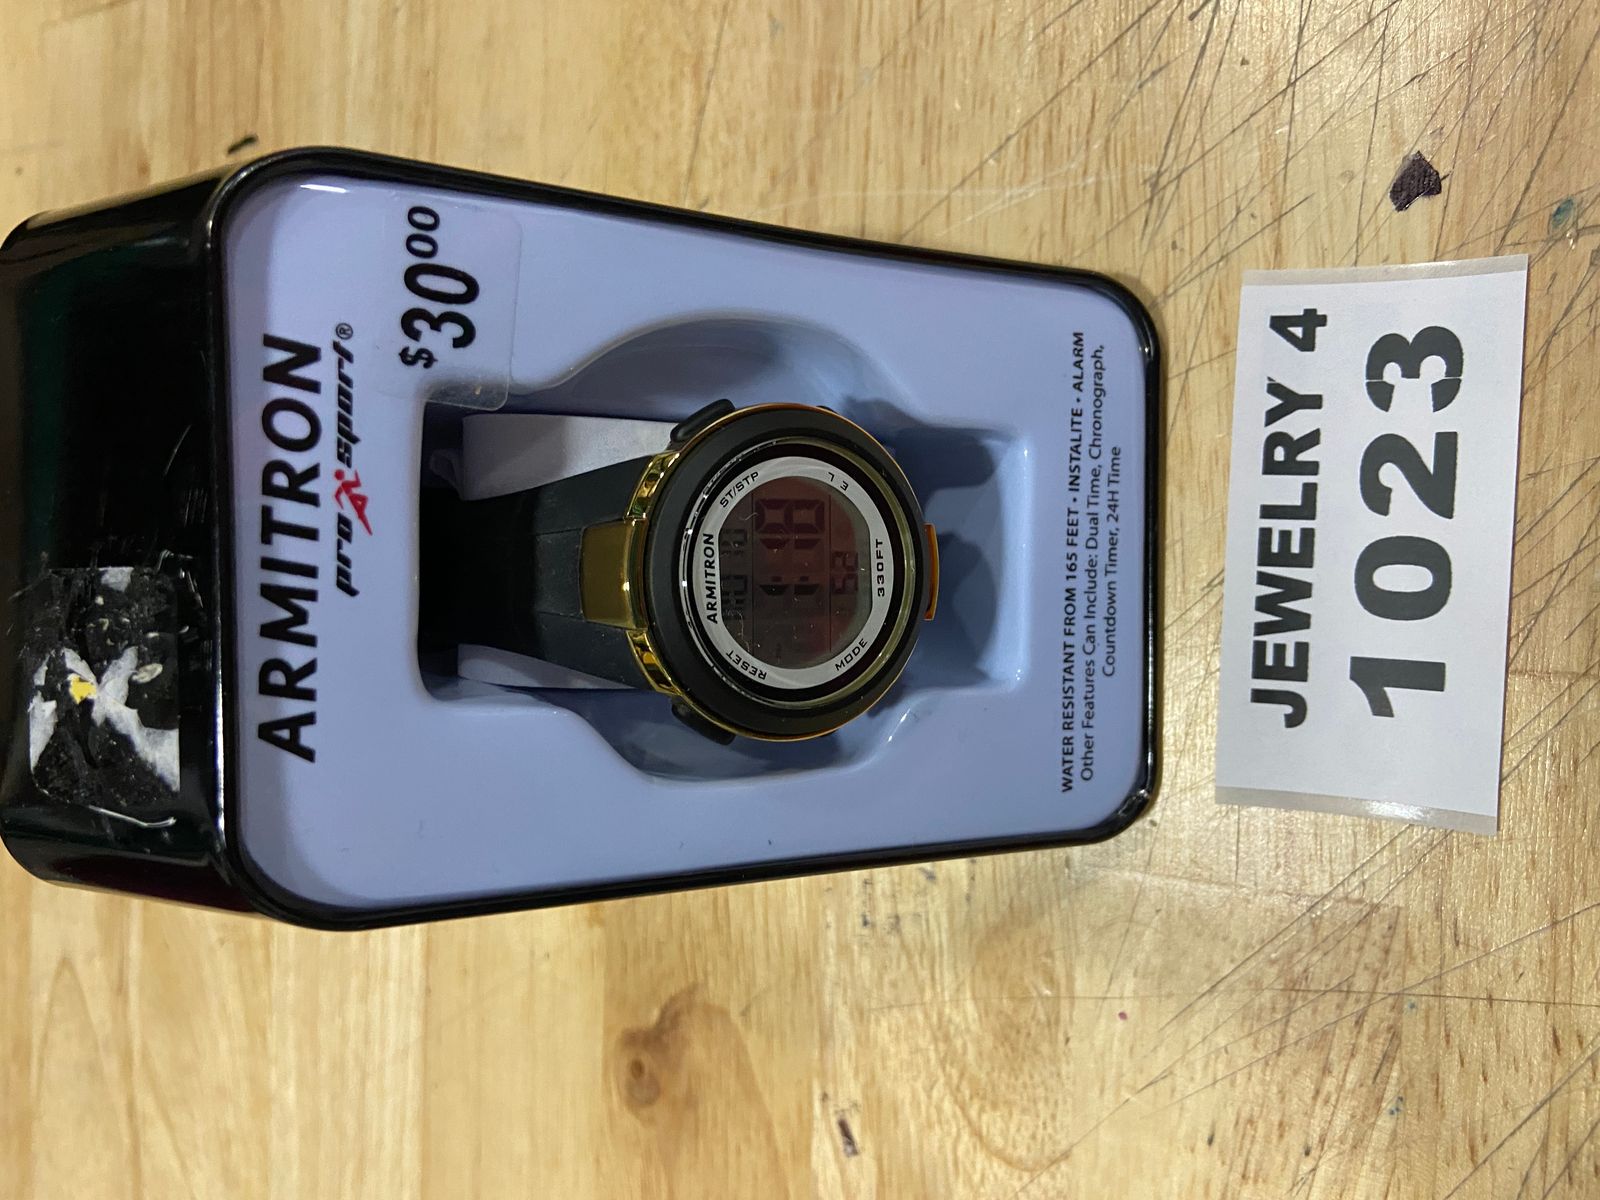 ARMITRON
pro sport®
$30⁰⁰
ARMITRON
ST/STP
RESET
E L
MODE
330FT
WATER RESISTANT FROM 165 FEET • INSTALITE • ALARM
Other Features Can Include: Dual Time, Chronograph,
Countdown Timer, 24H Time
JEWELRY 4
1023